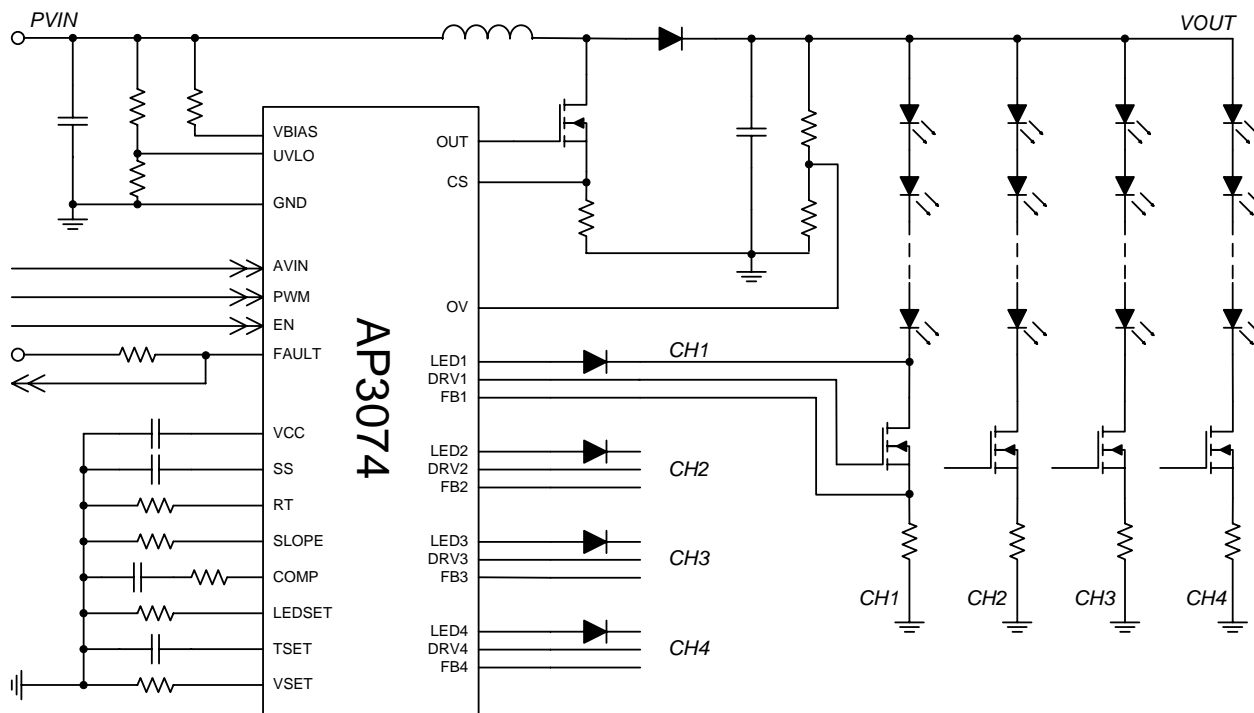 PVIN
VOUT
VBIAS
UVLO
GND
AVIN
PWM
EN
FAULT
VCC
SS
RT
SLOPE
COMP
LEDSET
TSET
VSET
AP3074
OUT
CS
OV
LED1
DRV1
FB1
LED2
DRV2
FB2
LED3
DRV3
FB3
LED4
DRV4
FB4
CH1
CH2
CH3
CH4
CH1
CH2
CH3
CH4